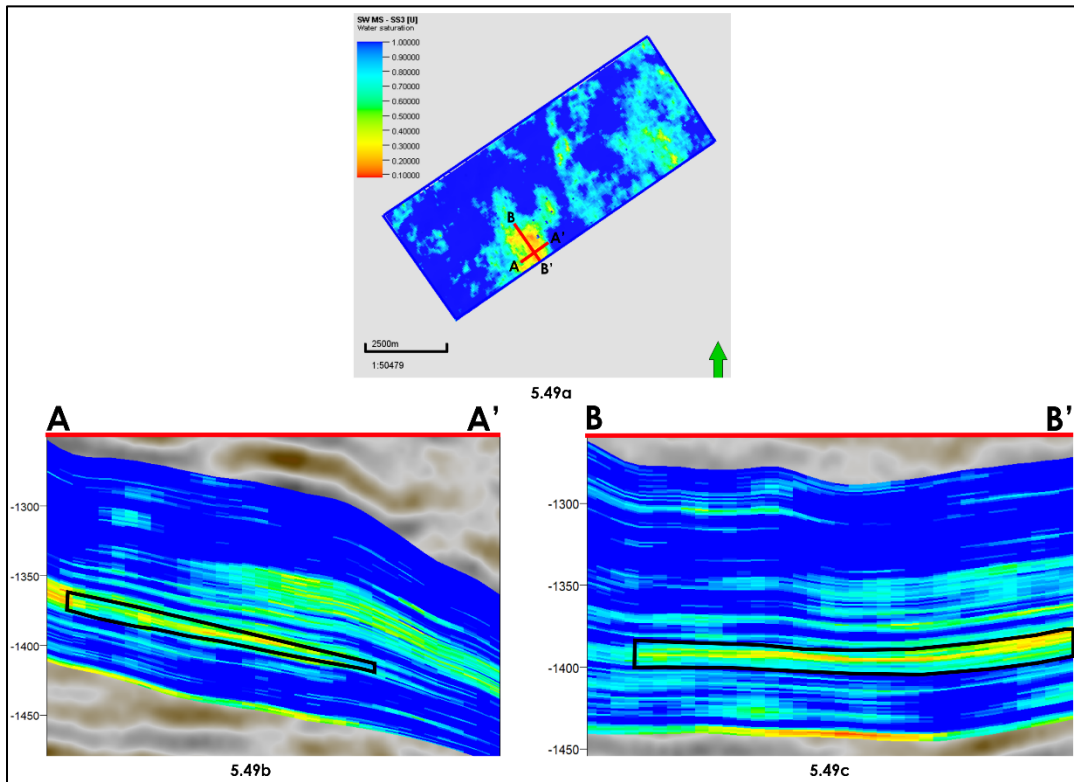 SW MS - SS3 [U]
Water saturation
1.00000
0.90000
0.80000
0.70000
0.60000
0.50000
0.40000
0.30000
0.20000
0.10000
B
A'
A
B'
2500m
1:50479
5.49a
A A'
-1300
-1350
-1400
-1450
5.49b
B B'
-1300
-1350
-1400
-1450
5.49c